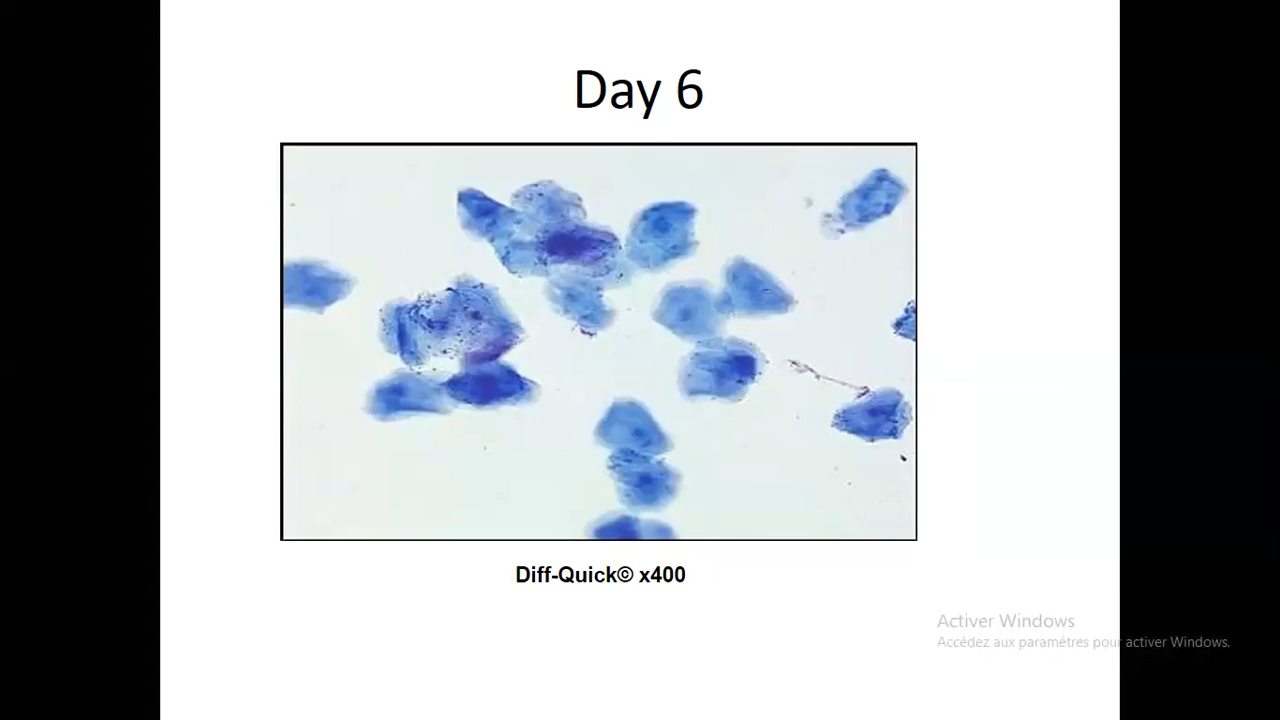 Day 6
Diff-Quick© x400
Activer Windows
Accédez aux paramètres pour activer Windows.